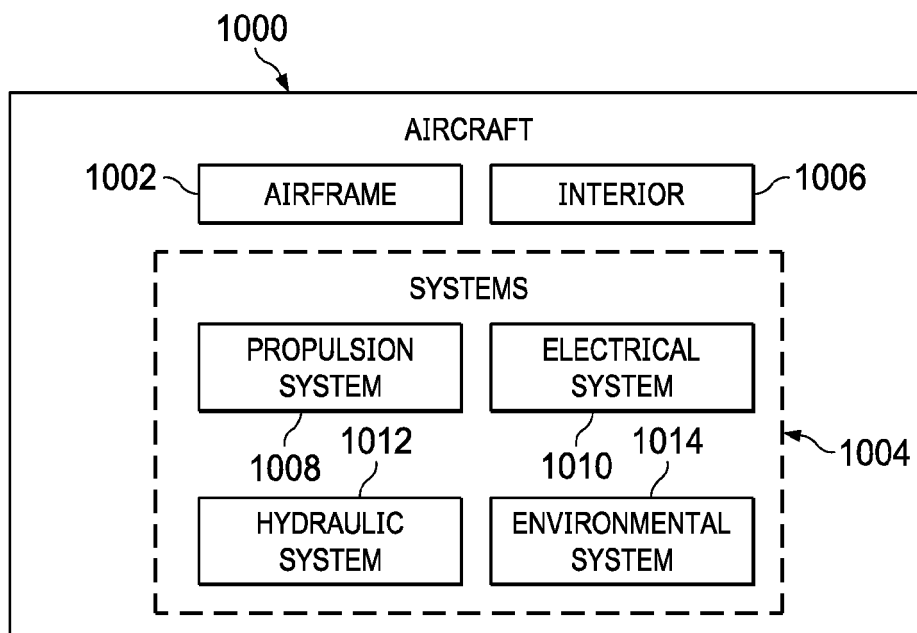 1000
AIRCRAFT
1002
AIRFRAME
INTERIOR
1006
SYSTEMS
PROPULSION
SYSTEM
ELECTRICAL
SYSTEM
1008
1012
1010
1014
1004
HYDRAULIC
SYSTEM
ENVIRONMENTAL
SYSTEM